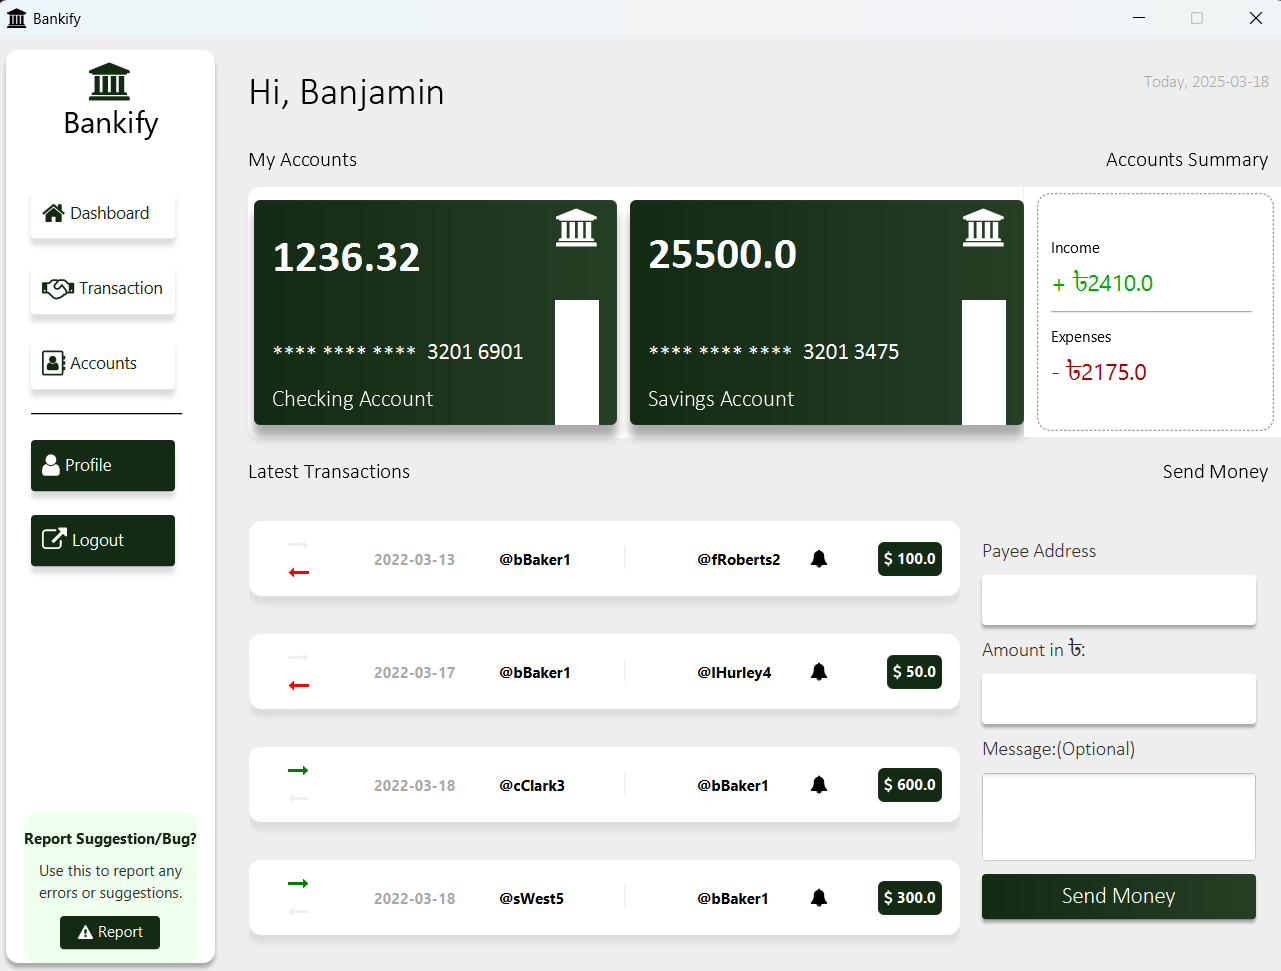 Bankify
Bankify
Dashboard
Transaction
Accounts
Profile
Logout
Report Suggestion/Bug?
Use this to report any
errors or suggestions.
Report
Hi, Banjamin
Today, 2025-03-18
My Accounts
Accounts Summary
1236.32
**** **** **** 3201 6901
Checking Account
25500.0
**** **** **** 3201 3475
Savings Account
Income
+ ৳2410.0
Expenses
- ৳2175.0
Latest Transactions
2022-03-13 @bBaker1 @fRoberts2 $ 100.0
2022-03-17 @bBaker1 @lHurley4 $ 50.0
2022-03-18 @cClark3 @bBaker1 $ 600.0
2022-03-18 @sWest5 @bBaker1 $ 300.0
Send Money
Payee Address
Amount in ৳:
Message:(Optional)
Send Money